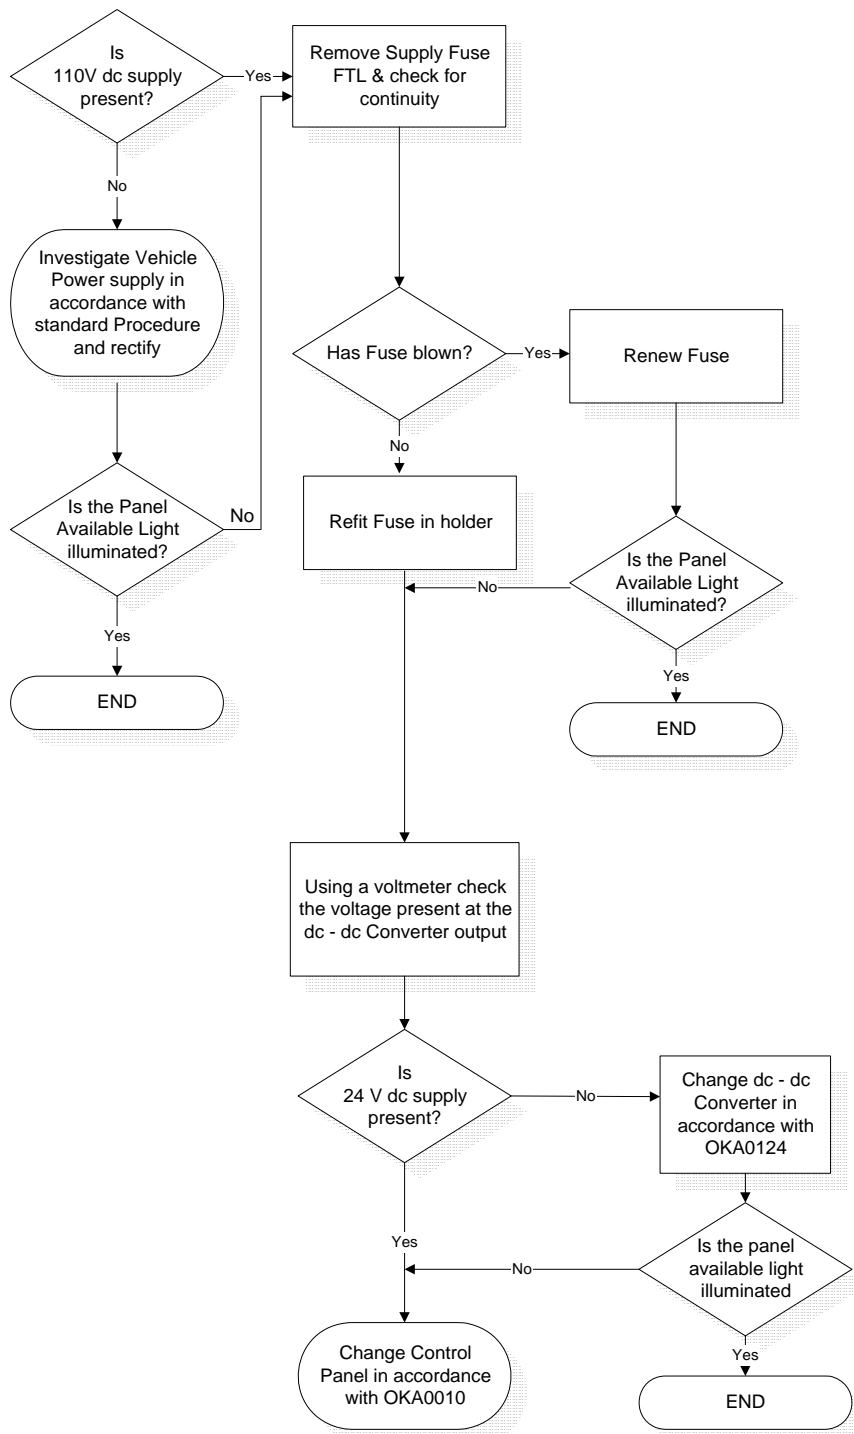 Is
110V dc supply
present?
Yes
Remove Supply Fuse
FTL & check for
continuity
No
Investigate Vehicle
Power supply in
accordance with
standard Procedure
and rectify
Has Fuse blown?
Yes
Renew Fuse
No
Is the Panel
Available Light
illuminated?
No
Refit Fuse in holder
Is the Panel
Available Light
illuminated?
No
Yes
END
Yes
END
Using a voltmeter check
the voltage present at the
dc - dc Converter output
Is
24 V dc supply
present?
No
Change dc - dc
Converter in
accordance with
OKA0124
Yes
Is the panel
available light
illuminated
No
Change Control
Panel in accordance
with OKA0010
Yes
END